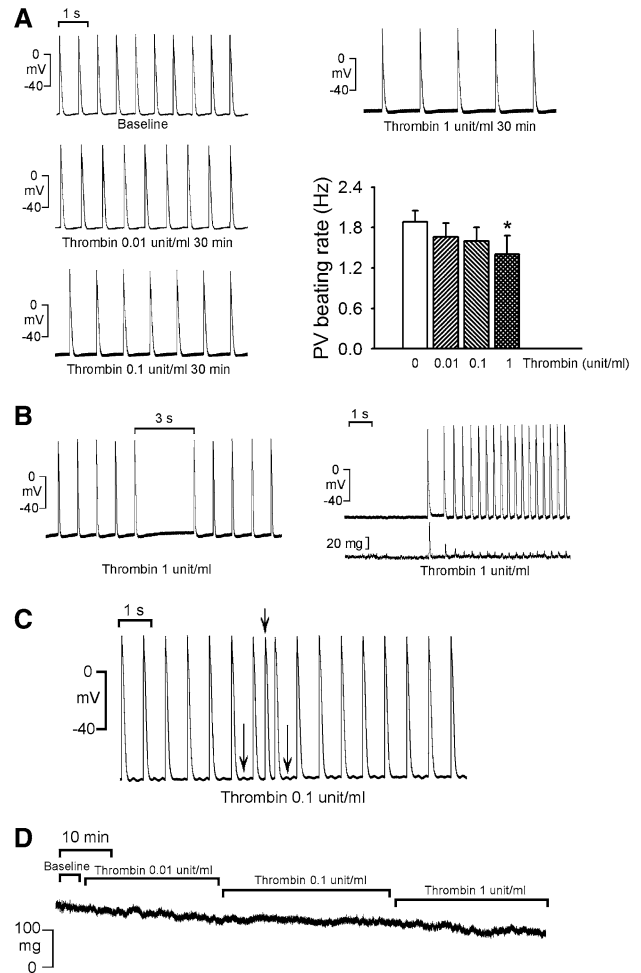 A
1 s
0
mV
-40
Baseline
0
mV
-40
Thrombin 0.01 unit/ml 30 min
0
mV
-40
Thrombin 0.1 unit/ml 30 min
0
mV
-40
Thrombin 1 unit/ml 30 min
PV beating rate (Hz)
2.4
1.8
1.2
0.6
0.0
*
0 0.01 0.1 1 Thrombin (unit/ml)
B
3 s
0
mV
-40
Thrombin 1 unit/ml
1 s
0
mV
-40
20 mg
Thrombin 1 unit/ml
C
1 s
0
mV
-40
Thrombin 0.1 unit/ml
D
10 min
Baseline
Thrombin 0.01 unit/ml
Thrombin 0.1 unit/ml
Thrombin 1 unit/ml
100
mg
0